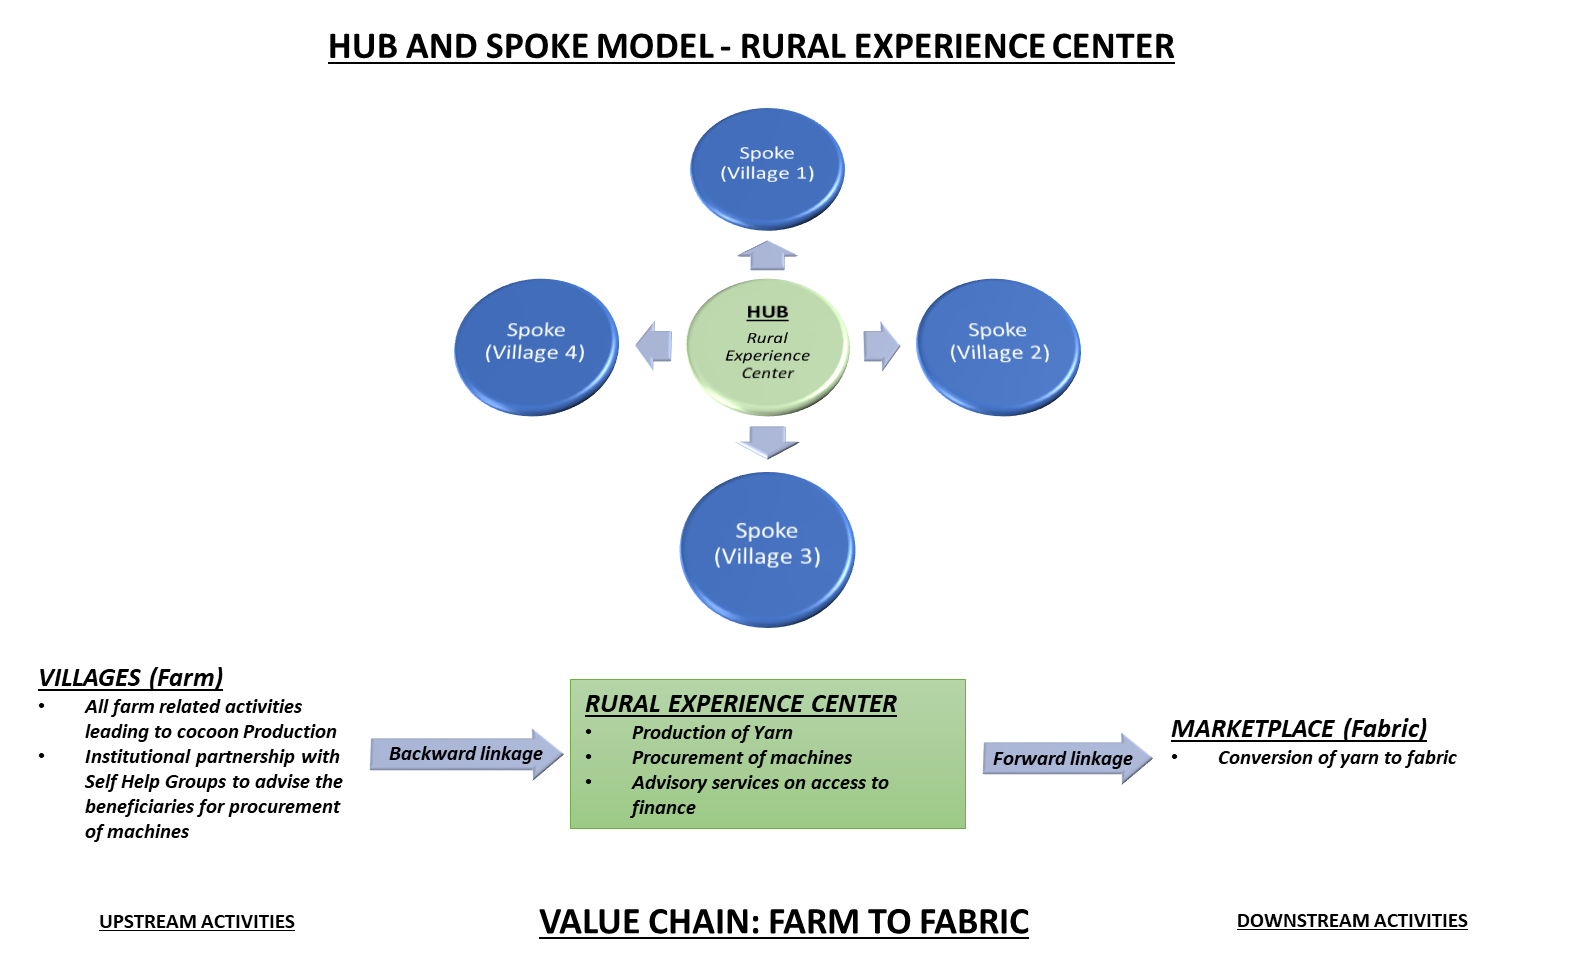 HUB AND SPOKE MODEL - RURAL EXPERIENCE CENTER
Spoke
(Village 1)
Spoke
(Village 4)
HUB
Rural
Experience
Center
Spoke
(Village 2)
Spoke
(Village 3)
VILLAGES (Farm)
• All farm related activities
leading to cocoon Production
• Institutional partnership with
Self Help Groups to advise the
beneficiaries for procurement
of machines
Backward linkage
RURAL EXPERIENCE CENTER
• Production of Yarn
• Procurement of machines
• Advisory services on access to
finance
Forward linkage
MARKETPLACE (Fabric)
• Conversion of yarn to fabric
UPSTREAM ACTIVITIES
VALUE CHAIN: FARM TO FABRIC
DOWNSTREAM ACTIVITIES